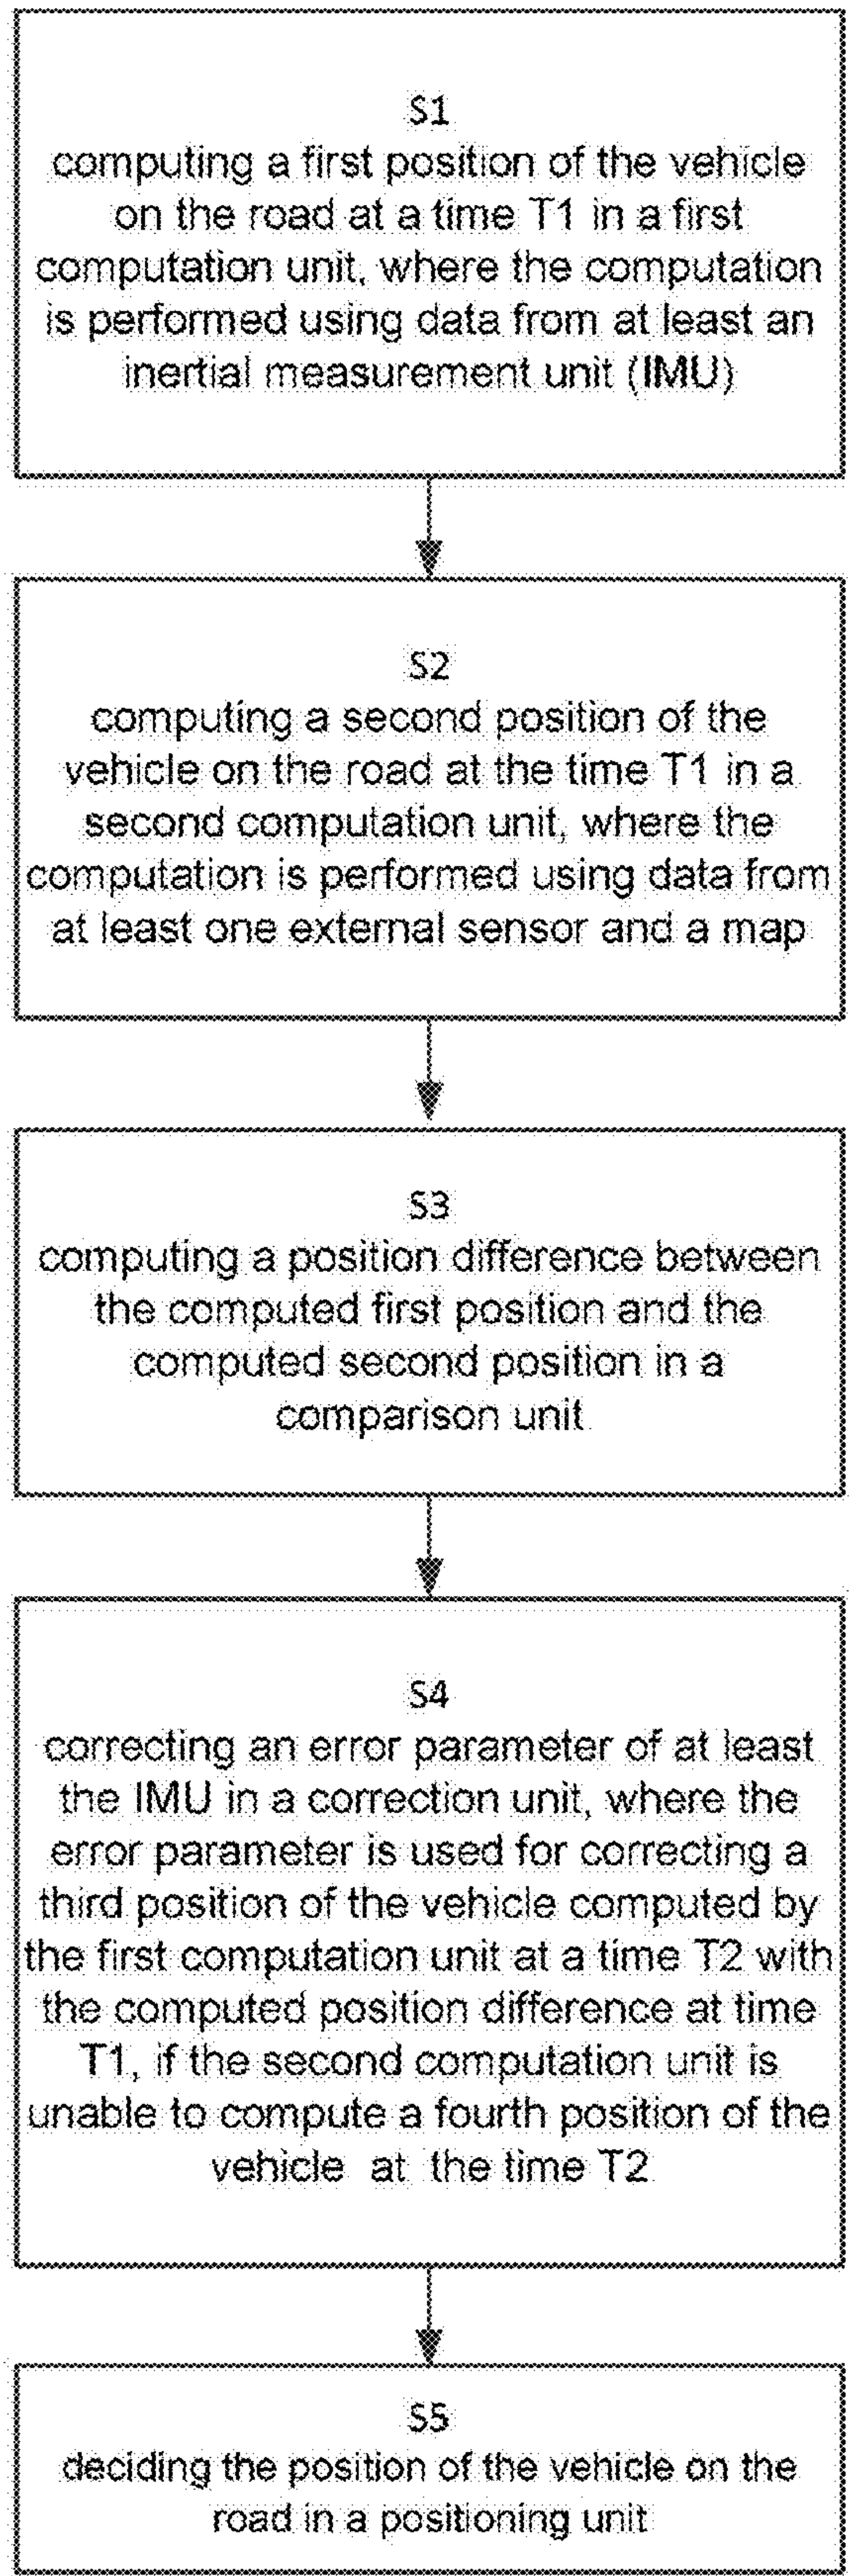 S1
computing a first position of the vehicle
on the road at a time T1 in a first
computation unit, where the computation
is performed using data from at least an
inertial measurement unit (IMU)
S2
computing a second position of the
vehicle on the road at the time T1 in a
second computation unit, where the
computation is performed using data from
at least one external sensor and a map
S3
computing a position difference between
the computed first position and the
computed second position in a
comparison unit
S4
correcting an error parameter of at least
the IMU in a correction unit, where the
error parameter is used for correcting a
third position of the vehicle computed by
the first computation unit at a time T2 with
the computed position difference at time
T1, if the second computation unit is
unable to compute a fourth position of the
vehicle at the time T2
S5
deciding the position of the vehicle on the
road in a positioning unit